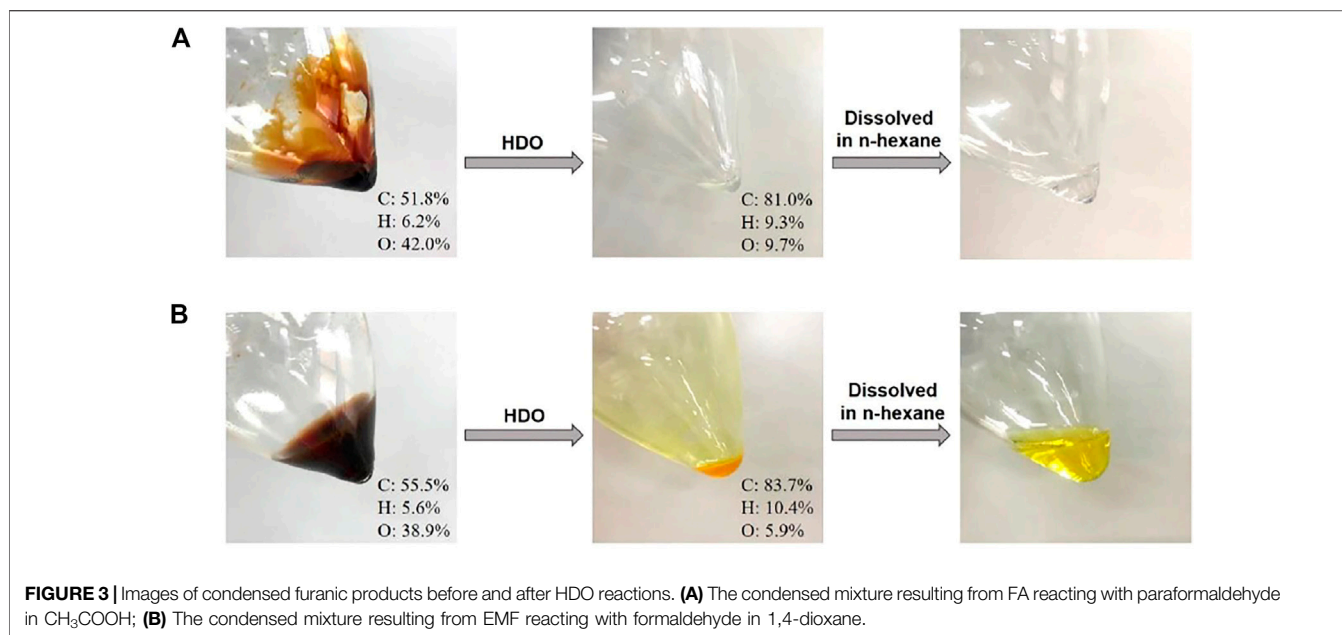 A
HDO
Dissolved
in n-hexane
C: 51.8%
H: 6.2%
O: 42.0%
C: 81.0%
H: 9.3%
O: 9.7%
B
HDO
Dissolved
in n-hexane
C: 55.5%
H: 5.6%
O: 38.9%
C: 83.7%
H: 10.4%
O: 5.9%
FIGURE 3 | Images of condensed furanic products before and after HDO reactions. (A) The condensed mixture resulting from FA reacting with paraformaldehyde
in CH₃COOH; (B) The condensed mixture resulting from EMF reacting with formaldehyde in 1,4-dioxane.